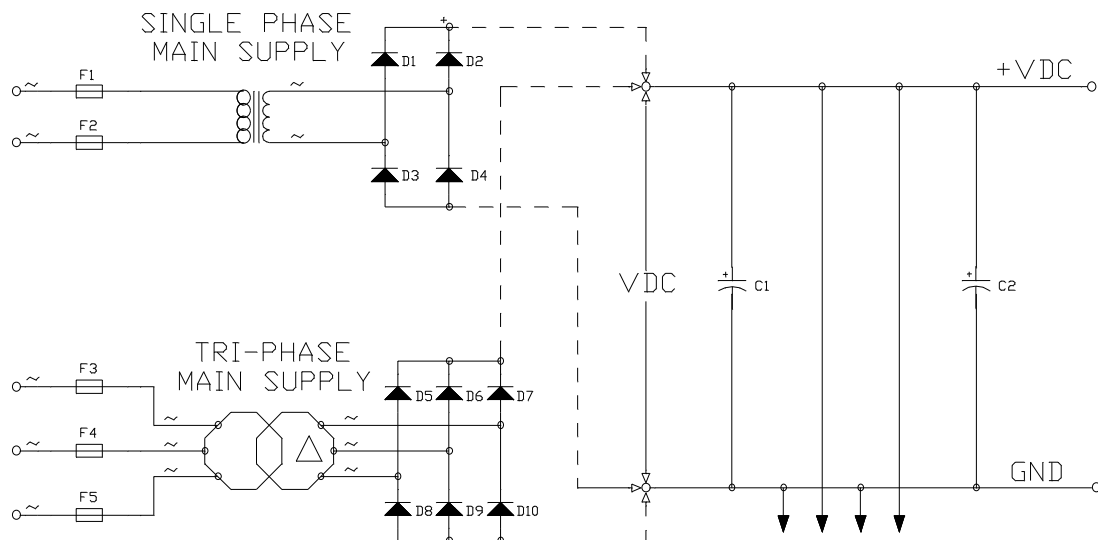 SINGLE PHASE
MAIN SUPPLY
+
D1
D2
+VDC
~
F1
~
~
F2
~
D3
D4
VDC
+
C1
+
C2
TRI-PHASE
MAIN SUPPLY
~
F3
D5
D6
D7
~
~
~
F4
~
GND
~
~
~
F5
D8
D9
D10